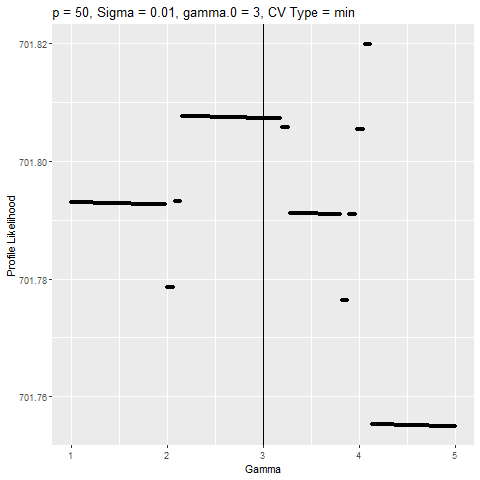 p = 50, Sigma = 0.01, gamma.0 = 3, CV Type = min
701.82
701.80
701.78
701.76
Profile Likelihood
1 2 3 4 5
Gamma